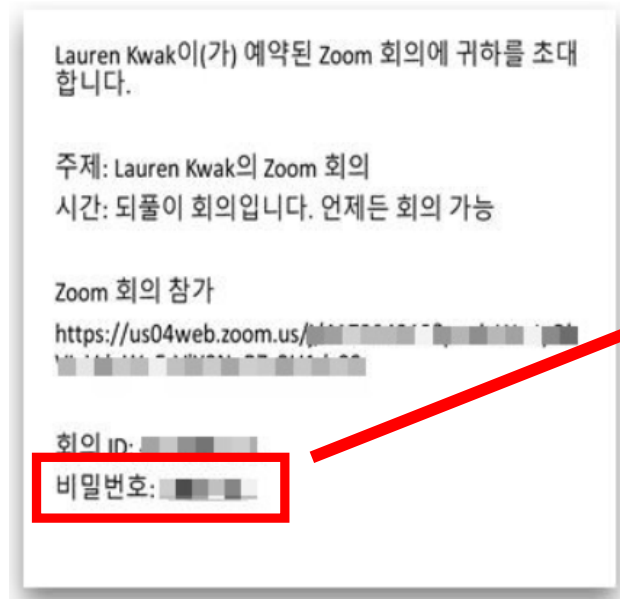 Lauren Kwak이(가) 예약된 Zoom 회의에 귀하를 초대
합니다.
주제: Lauren Kwak의 Zoom 회의
시간: 되풀이 회의입니다. 언제든 회의 가능
Zoom 회의 참가
https://us04web.zoom.us/
회의 ID:
비밀번호: